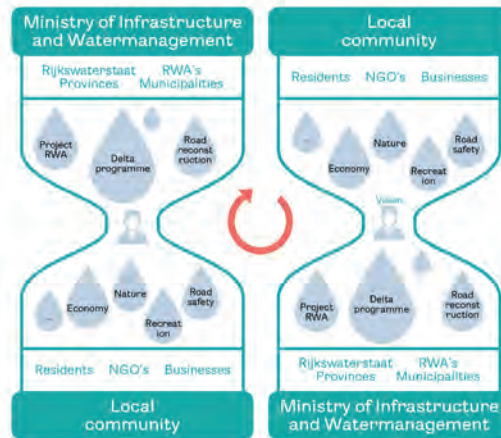 Ministry of Infrastructure
and Watermanagement
Rijkswaterstaat RWA's
Provinces Municipalities
Project
RWA
Delta
programme
Road
reconst
ruction
...
Economy
Nature
Recreat
ion
Road
safety
Residents NGO's Businesses
Local
community
Local
community
Residents NGO's Businesses
...
Economy
Nature
Recreat
ion
Road
safety
Project
RWA
Delta
programme
Road
reconst
ruction
Rijkswaterstaat RWA's
Provinces Municipalities
Ministry of Infrastructure
and Watermanagement